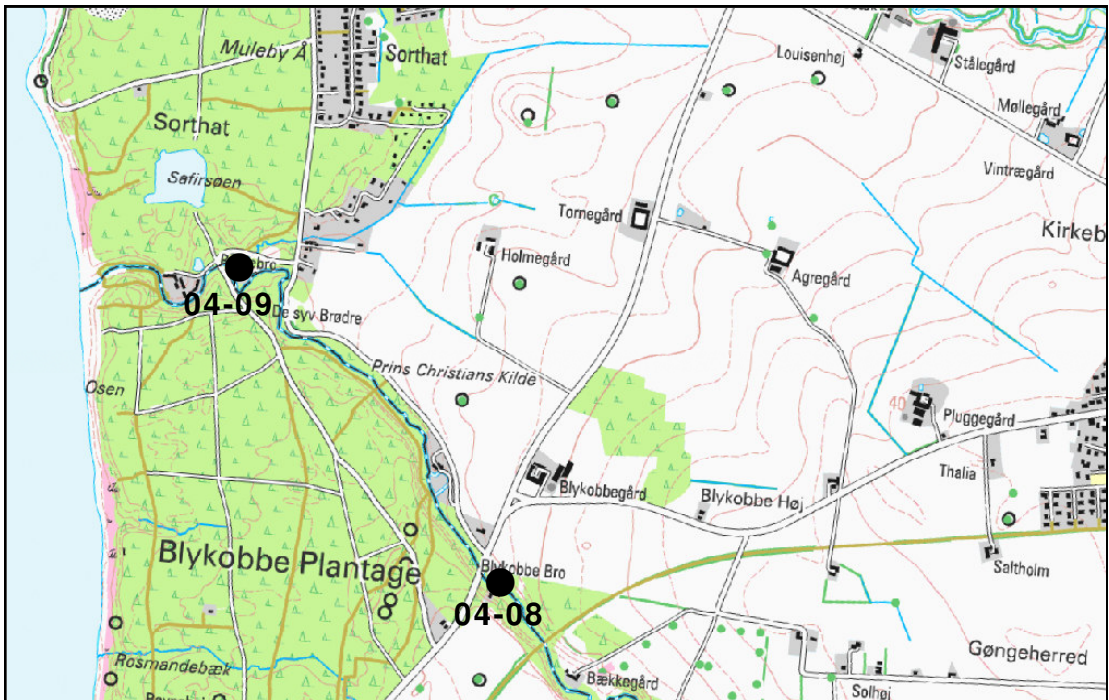 Muleby Å
Sorthat
Louisenhøj
Stålegård
Møllegård
Sorthat
Vintrægård
Safirsøen
Tornegård
Kirkeb
Holmegård
Agregård
04-09
De syv Brødre
Prins Christians Kilde
Osen
40
Pluggegård
Thalia
Blykobbegård
Blykobbe Høj
Blykobbe Plantage
Blykobbe Bro
Saltholm
04-08
Gøngeherred
Rosmandebæk
Bækkegård
Solhøj